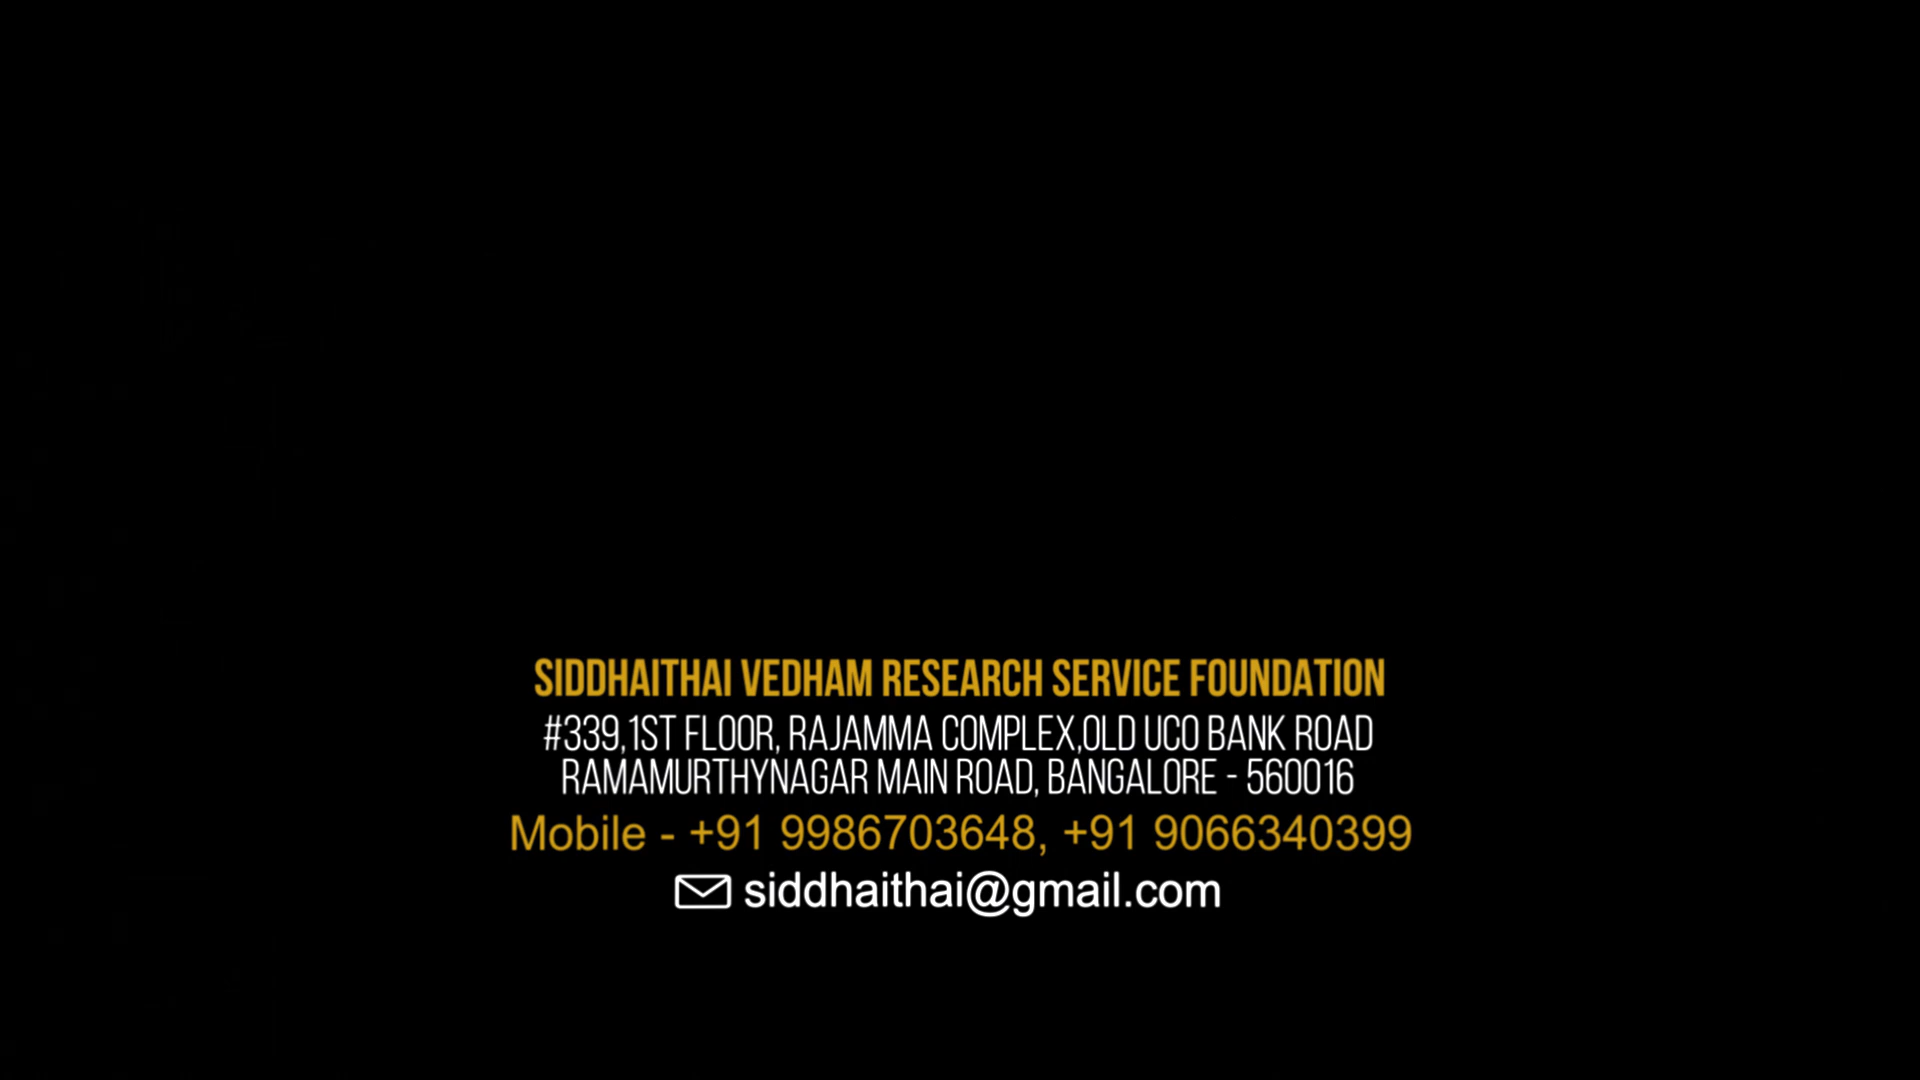 SIDDHAITHAI VEDHAM RESEARCH SERVICE FOUNDATION
#339,1ST FLOOR, RAJAMMA COMPLEX,OLD UCO BANK ROAD
RAMAMURTHYNAGAR MAIN ROAD, BANGALORE - 560016
Mobile - +91 9986703648, +91 9066340399
siddhaithai@gmail.com